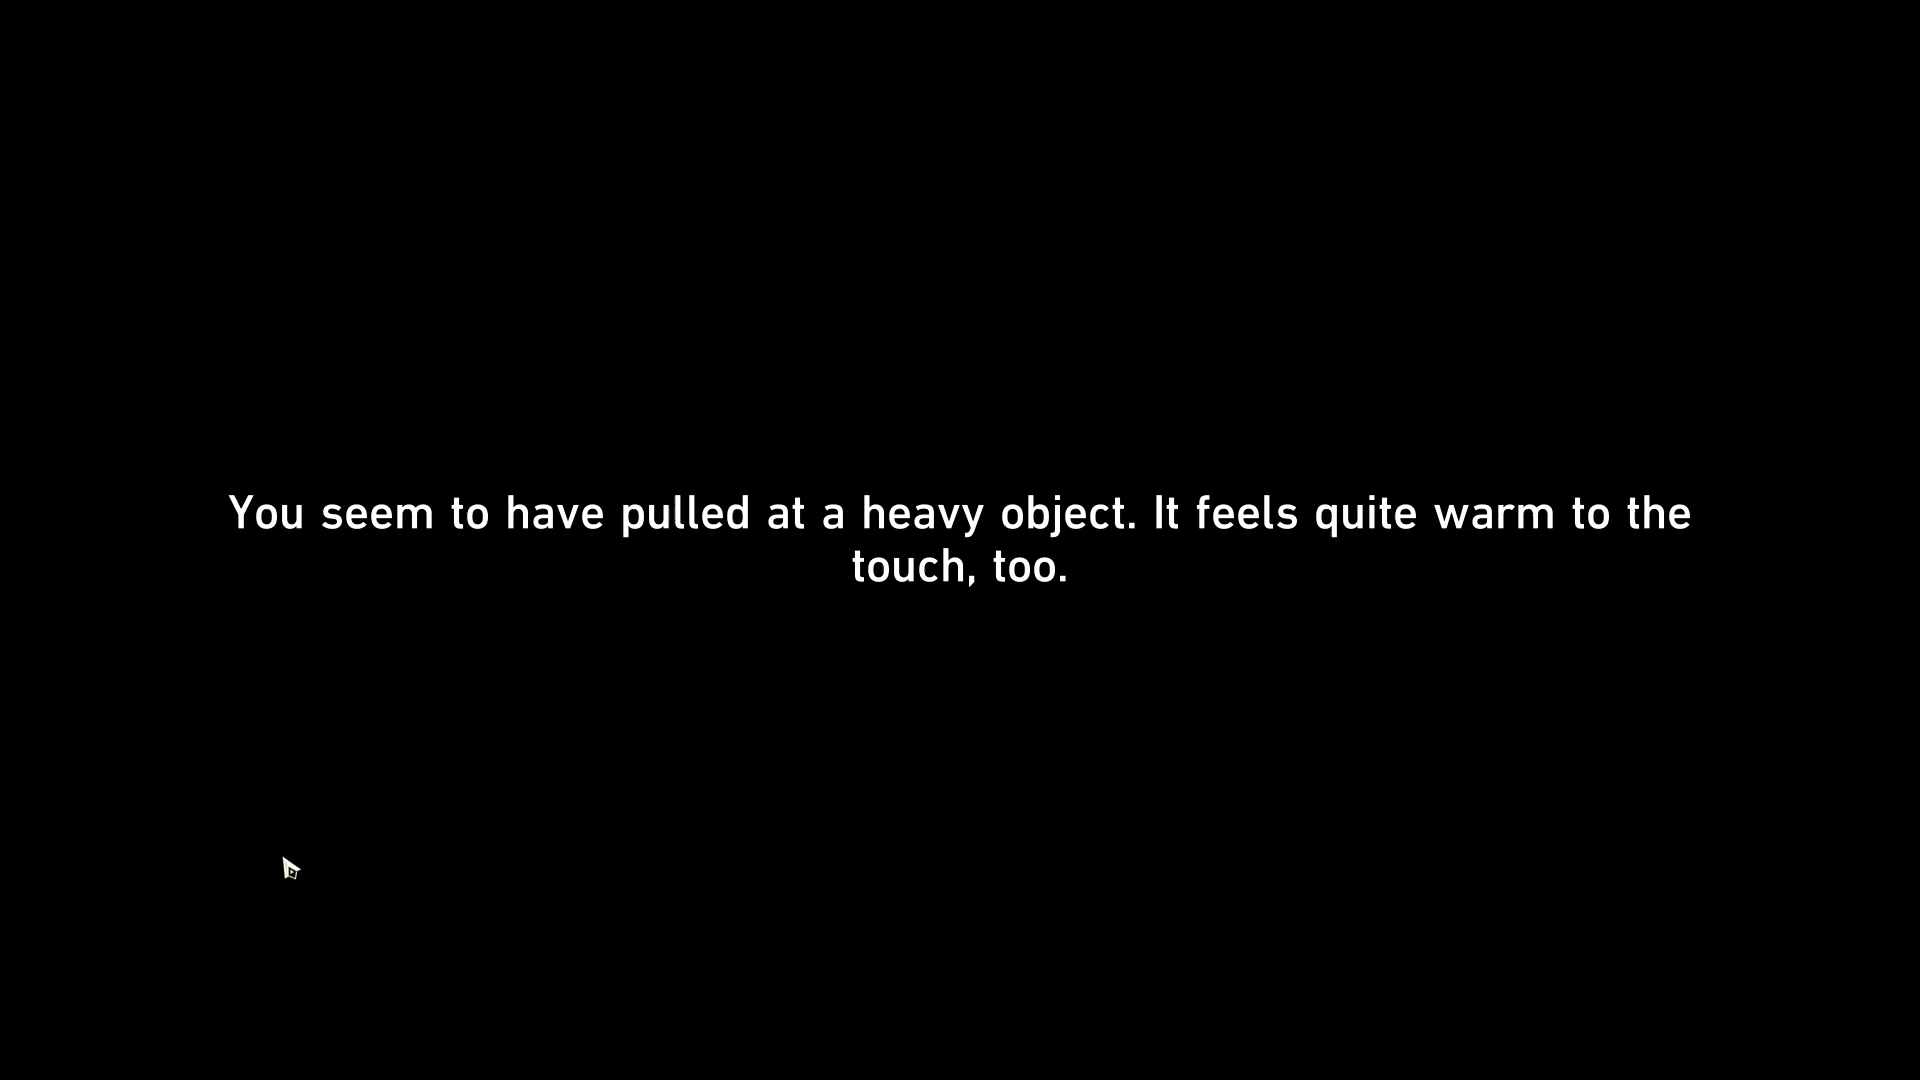 You seem to have pulled at a heavy object. It feels quite warm to the
touch, too.